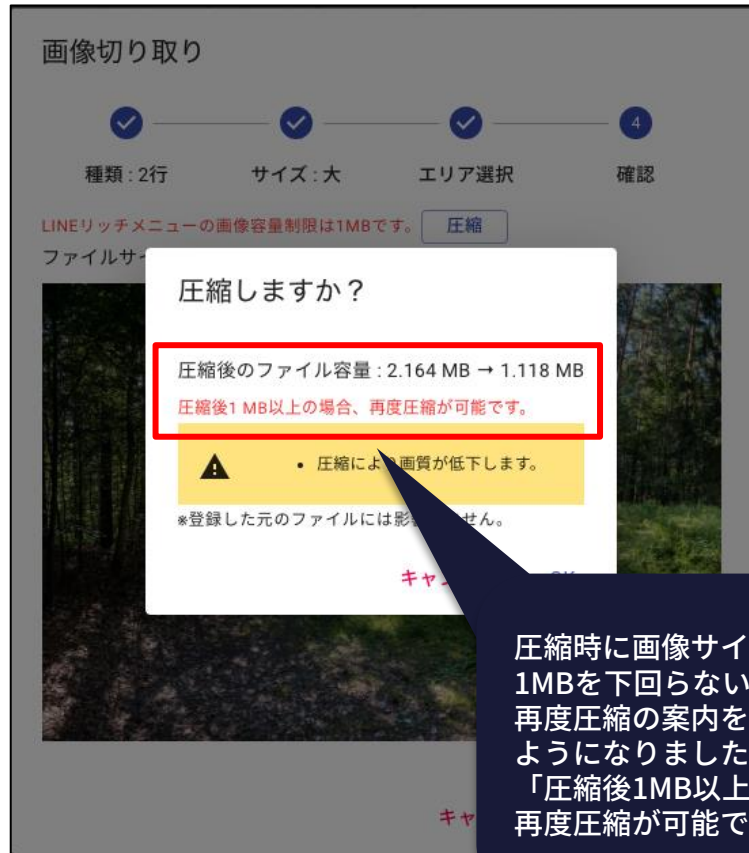 画像切り取り
4
種類 : 2行
サイズ : 大
エリア選択
確認
LINEリッチメニューの画像容量制限は1MBです。
圧縮
ファイルサ
圧縮しますか？
圧縮後のファイル容量 : 2.164 MB → 1.118 MB
圧縮後1 MB以上の場合、再度圧縮が可能です。
• 圧縮によ 画質が低下します。
※登録した元のファイルには影 せん。
キャ
圧縮時に画像サイ
1MBを下回らない
再度圧縮の案内を
ようになりました
「圧縮後1MB以上
再度圧縮が可能で
キャ